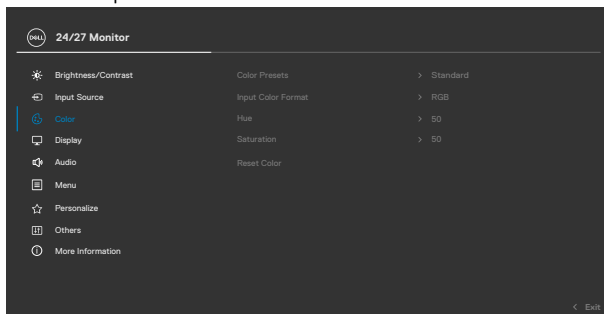 DELL 24/27 Monitor
Brightness/Contrast Color Presets > Standard
Input Source Input Color Format > RGB
Color Hue > 50
Display Saturation > 50
Audio Reset Color
Menu
Personalize
Others
More Information
< Exit